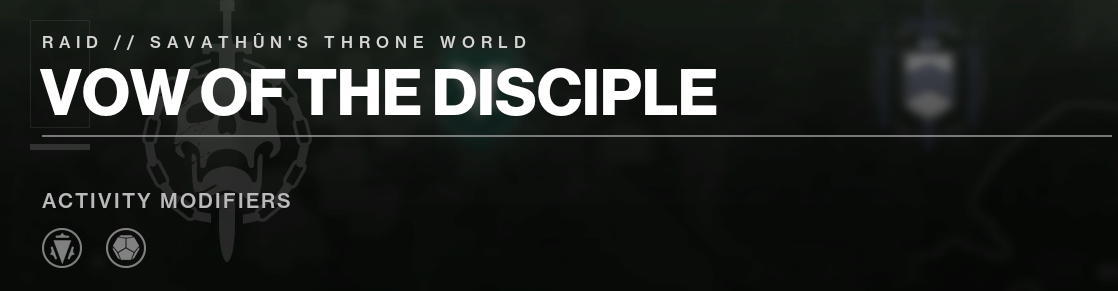 RAID // SAVATHÛN'S THRONE WORLD
VOW OF THE DISCIPLE
ACTIVITY MODIFIERS